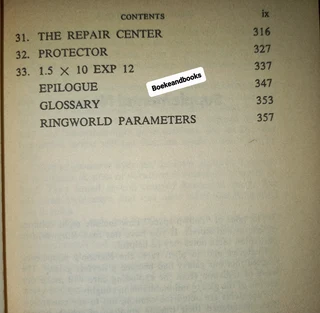 CONTENTS ix
31. THE REPAIR CENTER 316
32. PROTECTOR 327
33. 1.5 × 10 EXP 12 337
EPILOGUE 347
Boekeandbooks
GLOSSARY 353
RINGWORLD PARAMETERS 357